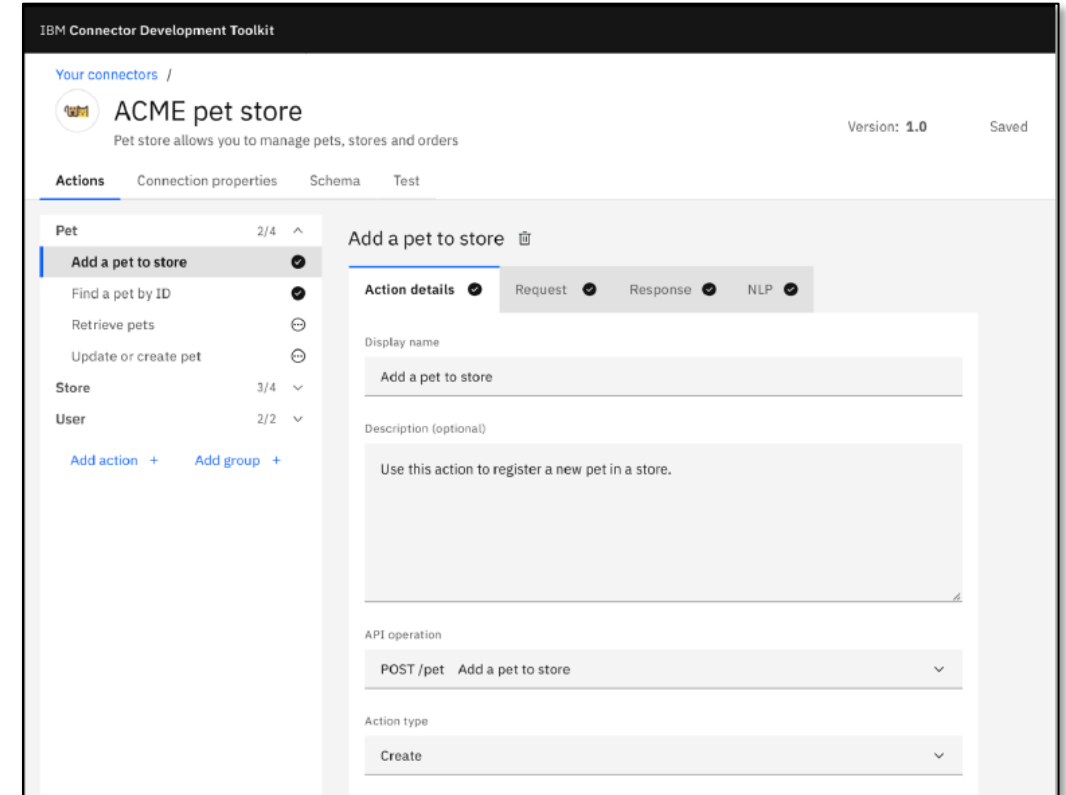 IBM Connector Development Toolkit
Your connectors /
ACME pet store
Pet store allows you to manage pets, stores and orders
Version: 1.0 Saved
Actions Connection properties Schema Test
Pet 2/4
Add a pet to store
Find a pet by ID
Retrieve pets
Update or create pet
Store 3/4
User 2/2
Add action + Add group +
Add a pet to store
Action details Request Response NLP
Display name
Add a pet to store
Description (optional)
Use this action to register a new pet in a store.
API operation
POST /pet Add a pet to store
Action type
Create